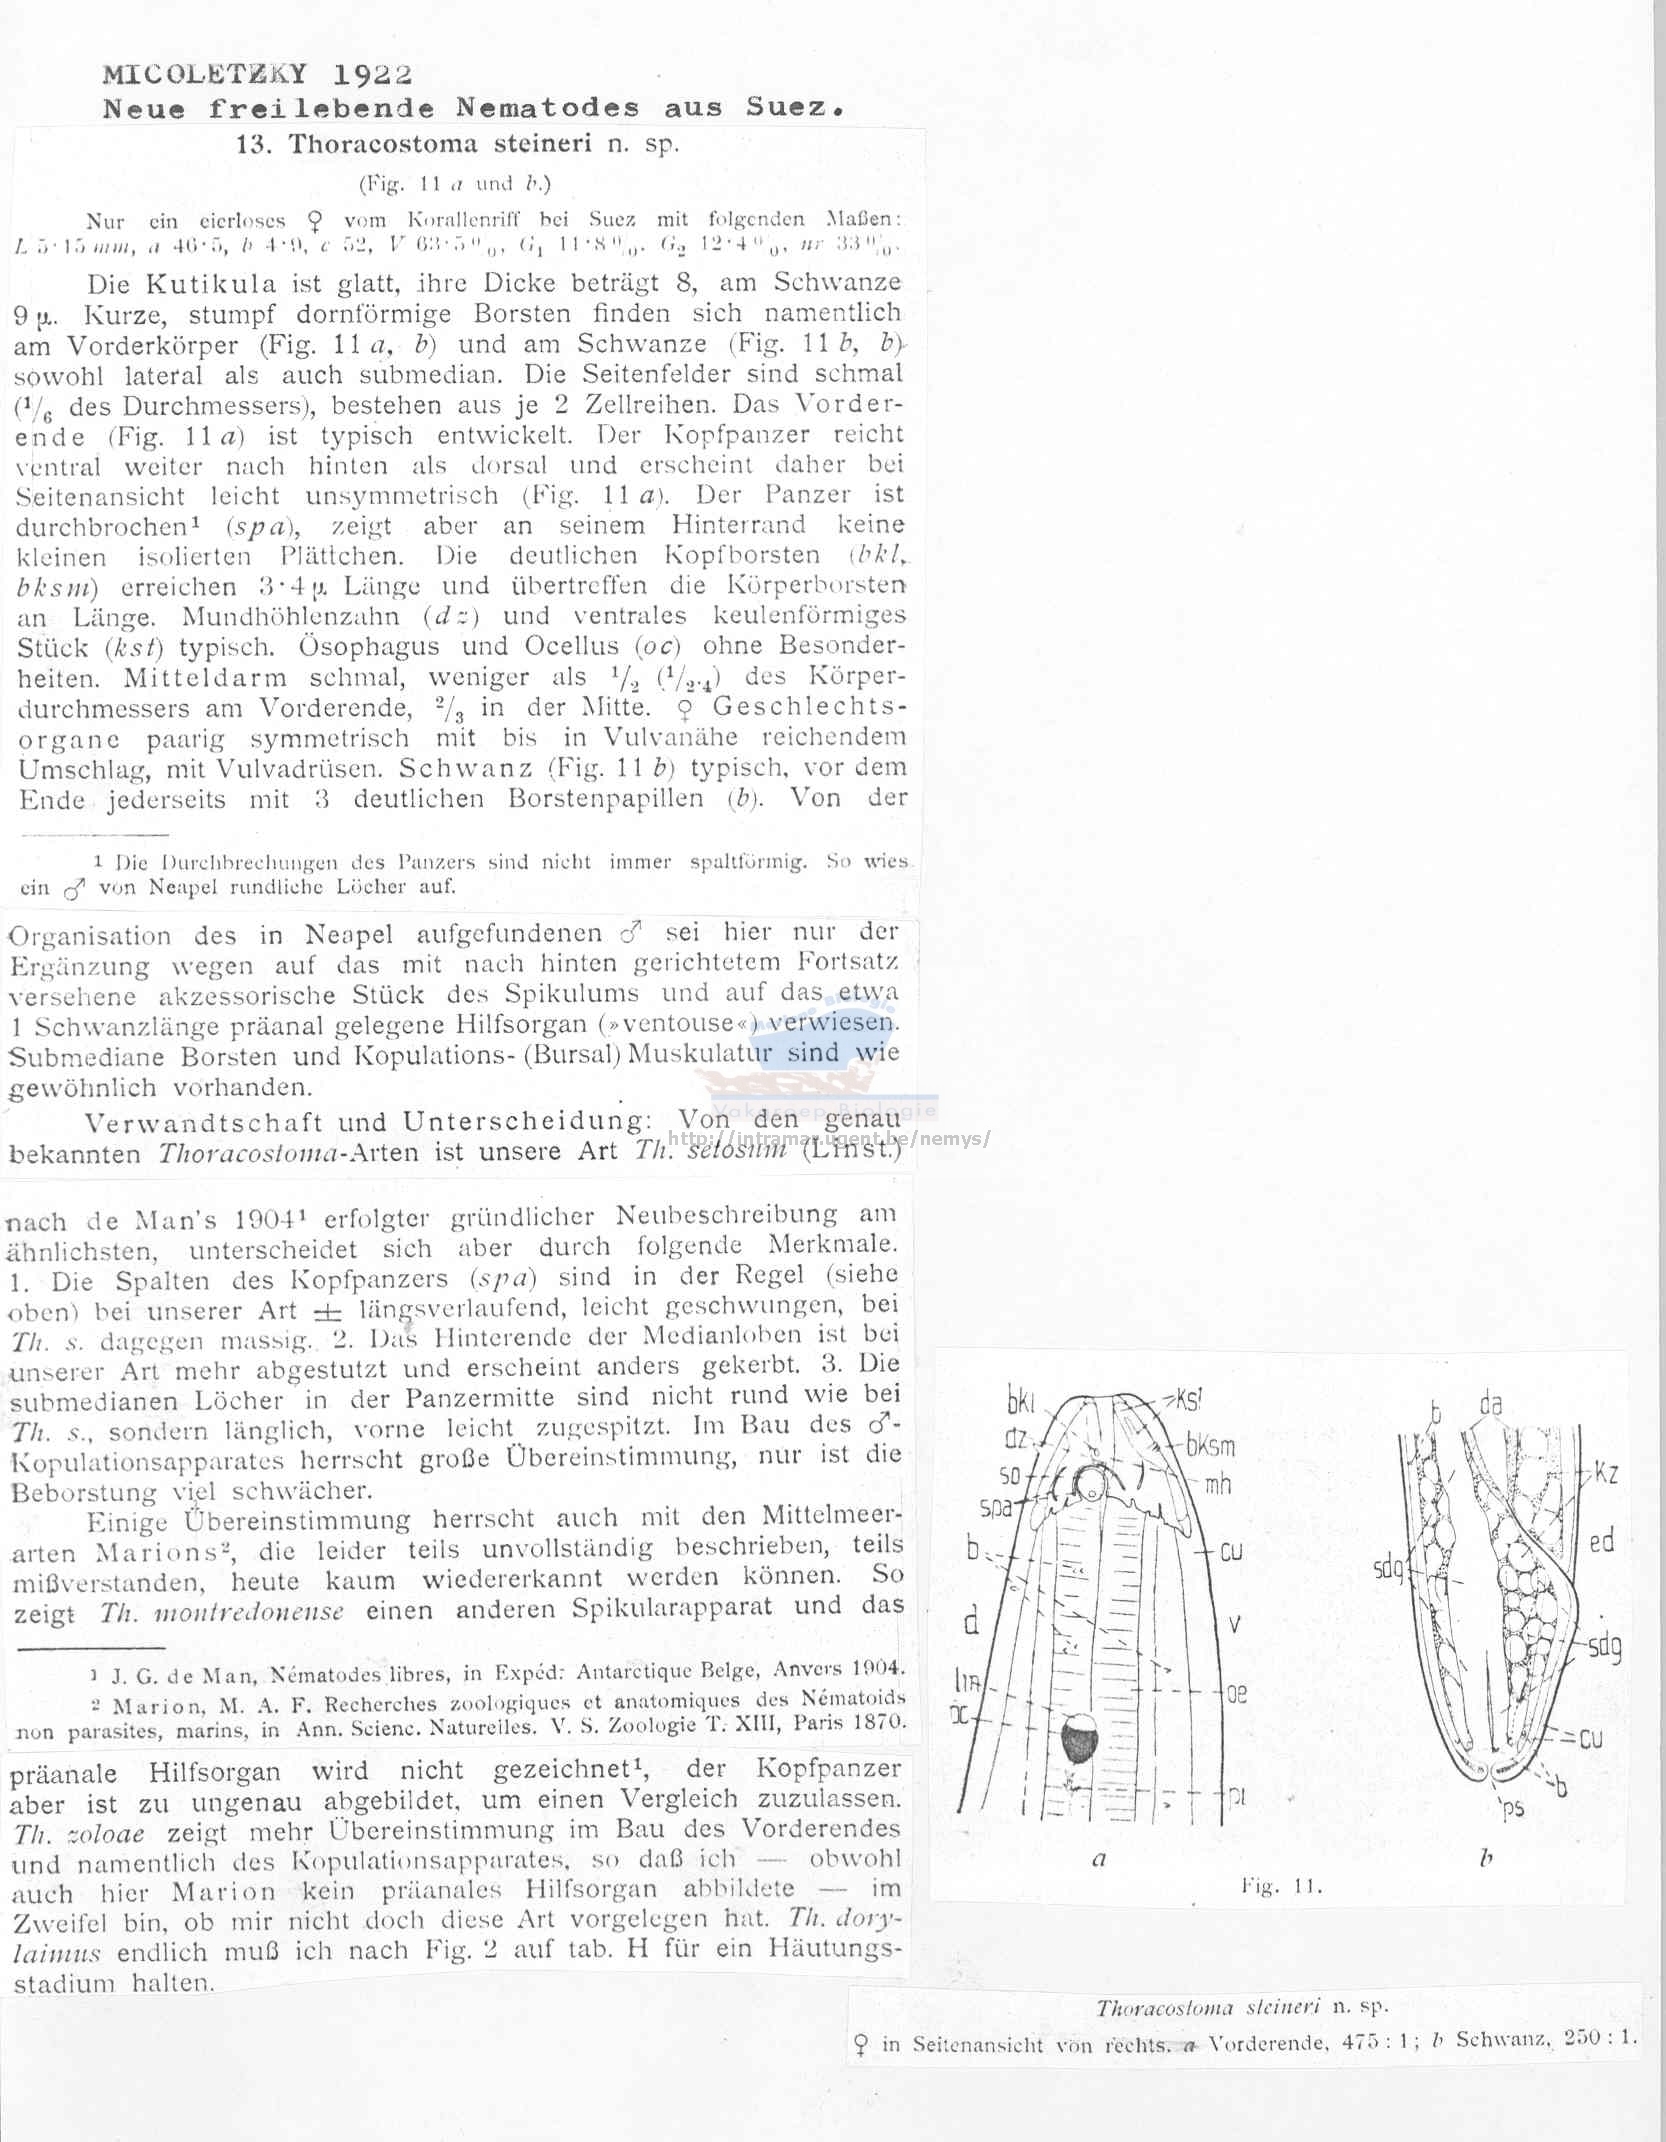 MICOLETZKY 1922
Neue freilebende Nematodes aus Suez.
13. Thoracostoma steineri n. sp.
(Fig. 11 a und b.)
Nur ein eierloses ♀ vom Korallenriff bei Suez mit folgenden Maßen:
L 5·15 mm, a 46·5, b 4·9, c 52, V 63·5%, G₁ 11·8%, G₂ 12·4%, nr 33%.
Die Kutikula ist glatt, ihre Dicke beträgt 8, am Schwanze
9 μ. Kurze, stumpf dornförmige Borsten finden sich namentlich
am Vorderkörper (Fig. 11 a, b) und am Schwanze (Fig. 11 b, b)
sowohl lateral als auch submedian. Die Seitenfelder sind schmal
(1/6 des Durchmessers), bestehen aus je 2 Zellreihen. Das Vorder-
ende (Fig. 11 a) ist typisch entwickelt. Der Kopfpanzer reicht
ventral weiter nach hinten als dorsal und erscheint daher bei
Seitenansicht leicht unsymmetrisch (Fig. 11 a). Der Panzer ist
durchbrochen¹ (spa), zeigt aber an seinem Hinterrand keine
kleinen isolierten Plättchen. Die deutlichen Kopfborsten (bkl,
bksm) erreichen 3·4 μ Länge und übertreffen die Körperborsten
an Länge. Mundhöhlenzahn (dz) und ventrales keulenförmiges
Stück (kst) typisch. Ösophagus und Ocellus (oc) ohne Besonder-
heiten. Mitteldarm schmal, weniger als 1/2 (1/2·4) des Körper-
durchmessers am Vorderende, 2/3 in der Mitte. ♀ Geschlechts-
organe paarig symmetrisch mit bis in Vulvanähe reichendem
Umschlag, mit Vulvadrüsen. Schwanz (Fig. 11 b) typisch, vor dem
Ende jederseits mit 3 deutlichen Borstenpapillen (b). Von der
1 Die Durchbrechungen des Panzers sind nicht immer spaltförmig. So wies
ein ♂ von Neapel rundliche Löcher auf.
Organisation des in Neapel aufgefundenen ♂ sei hier nur der
Ergänzung wegen auf das mit nach hinten gerichtetem Fortsatz
versehene akzessorische Stück des Spikulums und auf das etwa
1 Schwanzlänge präanal gelegene Hilfsorgan (»ventouse«) verwiesen.
Submediane Borsten und Kopulations- (Bursal) Muskulatur sind wie
gewöhnlich vorhanden.
Vakgroep Biologie
Verwandtschaft und Unterscheidung: Von den genau
http://intramar.ugent.be/nemys/
bekannten Thoracostoma-Arten ist unsere Art Th. setosum (Linst.)
nach de Man's 1904¹ erfolgter gründlicher Neubeschreibung am
ähnlichsten, unterscheidet sich aber durch folgende Merkmale.
1. Die Spalten des Kopfpanzers (spa) sind in der Regel (siehe
oben) bei unserer Art ± längsverlaufend, leicht geschwungen, bei
Th. s. dagegen massig. 2. Das Hinterende der Medianloben ist bei
unserer Art mehr abgestutzt und erscheint anders gekerbt. 3. Die
submedianen Löcher in der Panzermitte sind nicht rund wie bei
Th. s., sondern länglich, vorne leicht zugespitzt. Im Bau des ♂-
Kopulationsapparates herrscht große Übereinstimmung, nur ist die
Beborstung viel schwächer.
Einige Übereinstimmung herrscht auch mit den Mittelmeer-
arten Marions², die leider teils unvollständig beschrieben, teils
mißverstanden, heute kaum wiedererkannt werden können. So
zeigt Th. montredonense einen anderen Spikularapparat und das
1 J. G. de Man, Nématodes libres, in Expéd. Antarctique Belge, Anvers 1904.
2 Marion, M. A. F. Recherches zoologiques et anatomiques des Nématoids
non parasites, marins, in Ann. Scienc. Natureiles. V. S. Zoologie T. XIII, Paris 1870.
präanale Hilfsorgan wird nicht gezeichnet¹, der Kopfpanzer
aber ist zu ungenau abgebildet, um einen Vergleich zuzulassen.
Th. zoloae zeigt mehr Übereinstimmung im Bau des Vorderendes
und namentlich des Kopulationsapparates, so daß ich — obwohl
auch hier Marion kein präanales Hilfsorgan abbildete — im
Zweifel bin, ob mir nicht doch diese Art vorgelegen hat. Th. dory-
laimus endlich muß ich nach Fig. 2 auf tab. H für ein Häutungs-
stadium halten.
bkl
kst
dz
bksm
so
mh
spa
b
cu
d
v
lin
oe
oc
pi
a
b
da
kz
ed
sdg
sdg
cu
b
ps
b
Fig. 11.
Thoracostoma steineri n. sp.
♀ in Seitenansicht von rechts. a Vorderende, 475 : 1; b Schwanz, 250 : 1.